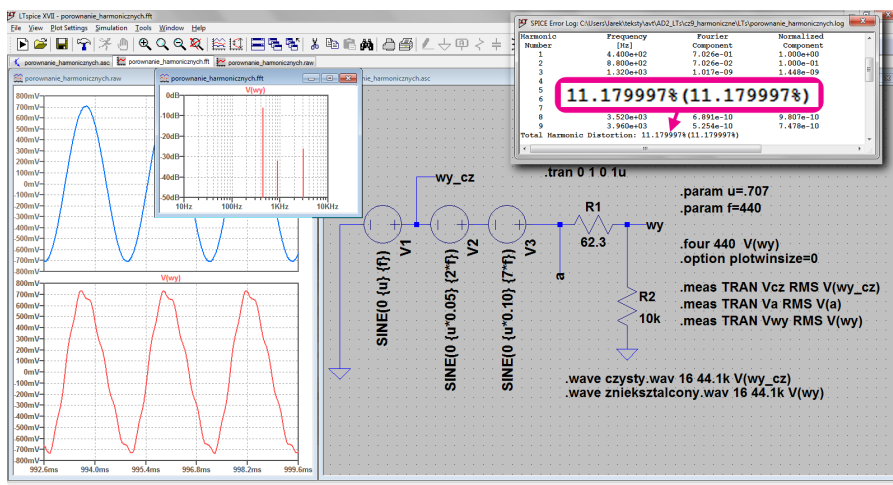 LTspice XVII - porownanie_harmonicznych.fft
File View Plot Settings Simulation Tools Window Help
porownanie_harmonicznych.asc porownanie_harmonicznych.fft porownanie_harmonicznych.raw
porownanie_harmonicznych.raw
800mV
700mV
600mV
500mV
400mV
300mV
200mV
100mV
0mV
-100mV
-200mV
-300mV
-400mV
-500mV
-600mV
-700mV
-800mV
V(wy)
800mV
700mV
600mV
500mV
400mV
300mV
200mV
100mV
0mV
-100mV
-200mV
-300mV
-400mV
-500mV
-600mV
-700mV
-800mV
992.6ms 994.0ms 995.4ms 996.8ms 998.2ms 999.6ms
porownanie_harmonicznych.fft
V(wy)
0dB
-10dB
-20dB
-30dB
-40dB
-50dB
10Hz 100Hz 1KHz 10KHz
nie_harmonicznych.asc
SPICE Error Log: C:\Users\Jarek\teksty\avt\AD2_LTs\cz9_harmoniczne\LTs\porownanie_harmonicznych.log
Harmonic Frequency Fourier Normalized
Number [Hz] Component Component
1 4.400e+02 7.026e-01 1.000e+00
2 8.800e+02 7.026e-02 1.000e-01
3 1.320e+03 1.017e-09 1.448e-09
4
5
6
7
11.179997%(11.179997%)
8 3.520e+03 6.891e-10 9.807e-10
9 3.960e+03 5.254e-10 7.478e-10
Total Harmonic Distortion: 11.179997%(11.179997%)
wy_cz
.tran 0 1 0 1u
.param u=.707
.param f=440
R1
62.3
wy
V1
V2
V3
a
SINE(0 {u} {f})
SINE(0 {u*0.05} {2*f})
SINE(0 {u*0.10} {7*f})
R2
10k
.four 440 V(wy)
.option plotwinsize=0
.meas TRAN Vcz RMS V(wy_cz)
.meas TRAN Va RMS V(a)
.meas TRAN Vwy RMS V(wy)
.wave czysty.wav 16 44.1k V(wy_cz)
.wave znieksztalcony.wav 16 44.1k V(wy)